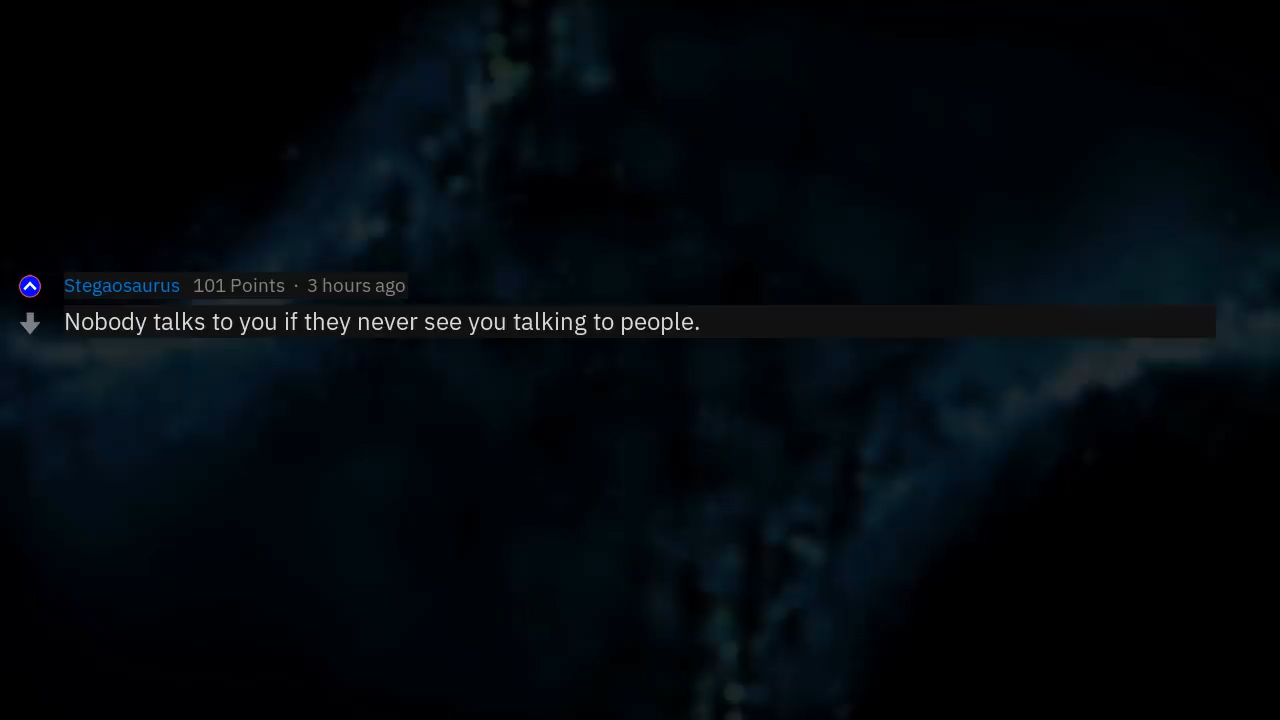 Stegaosaurus 101 Points · 3 hours ago
Nobody talks to you if they never see you talking to people.